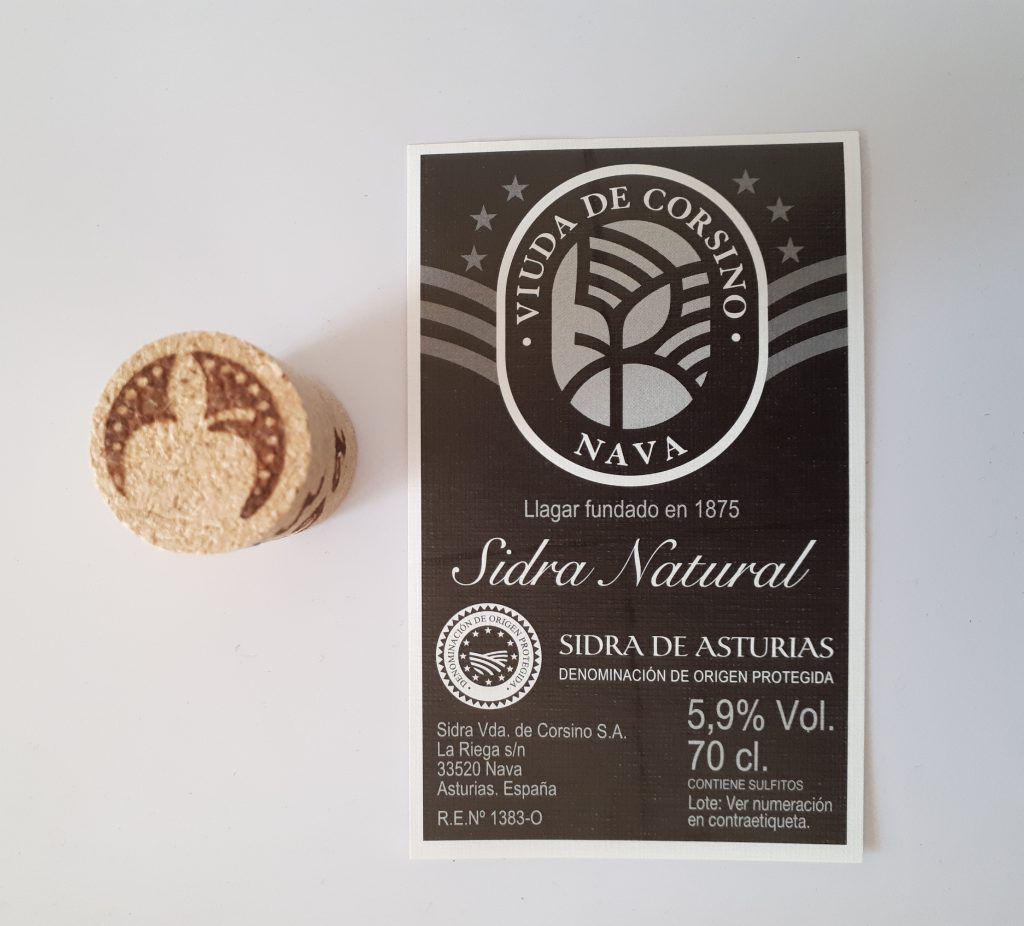 · VIUDA DE CORSINO ·
NAVA
Llagar fundado en 1875
Sidra Natural
· DENOMINACIÓN DE ORIGEN PROTEGIDA ·
SIDRA DE ASTURIAS
DENOMINACIÓN DE ORIGEN PROTEGIDA
5,9% Vol.
70 cl.
CONTIENE SULFITOS
Lote: Ver numeración
en contraetiqueta.
Sidra Vda. de Corsino S.A.
La Riega s/n
33520 Nava
Asturias. España
R.E.Nº 1383-O